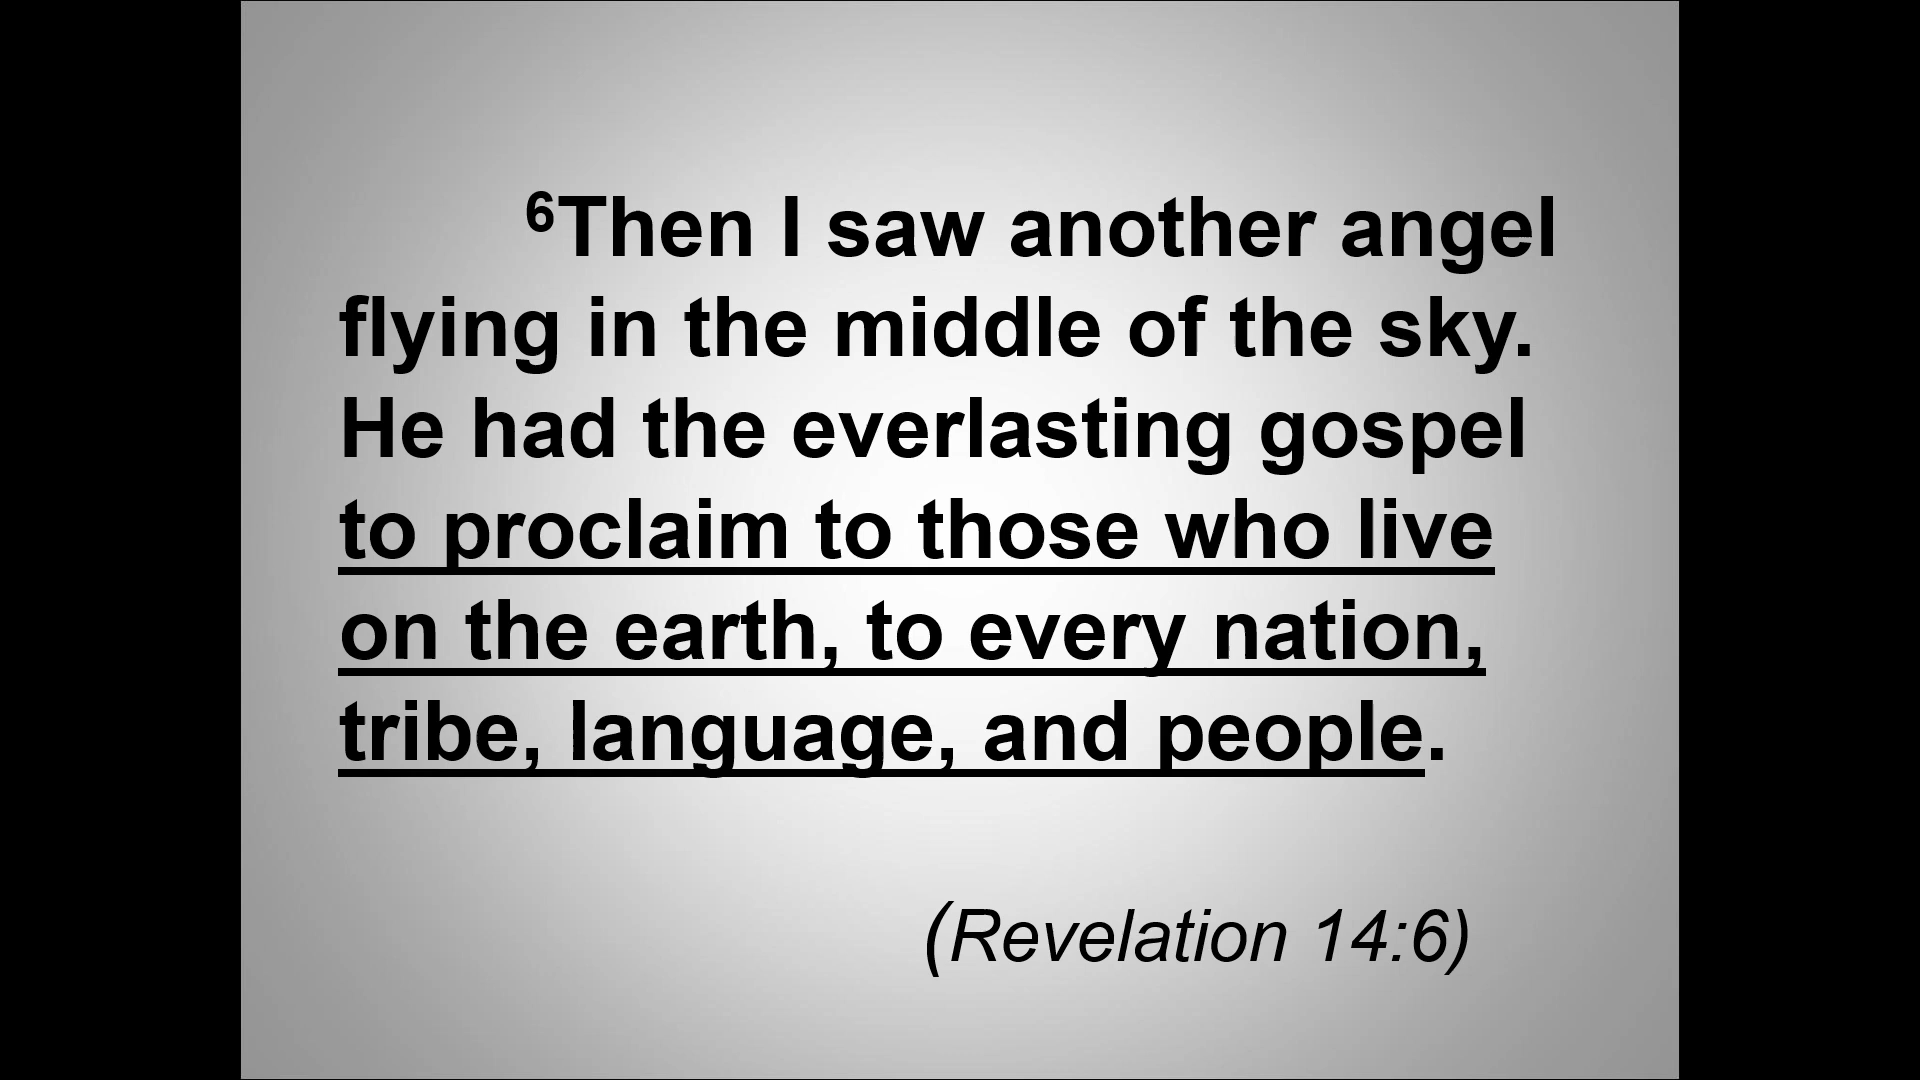 ⁶Then I saw another angel
flying in the middle of the sky.
He had the everlasting gospel
to proclaim to those who live
on the earth, to every nation,
tribe, language, and people.
(Revelation 14:6)